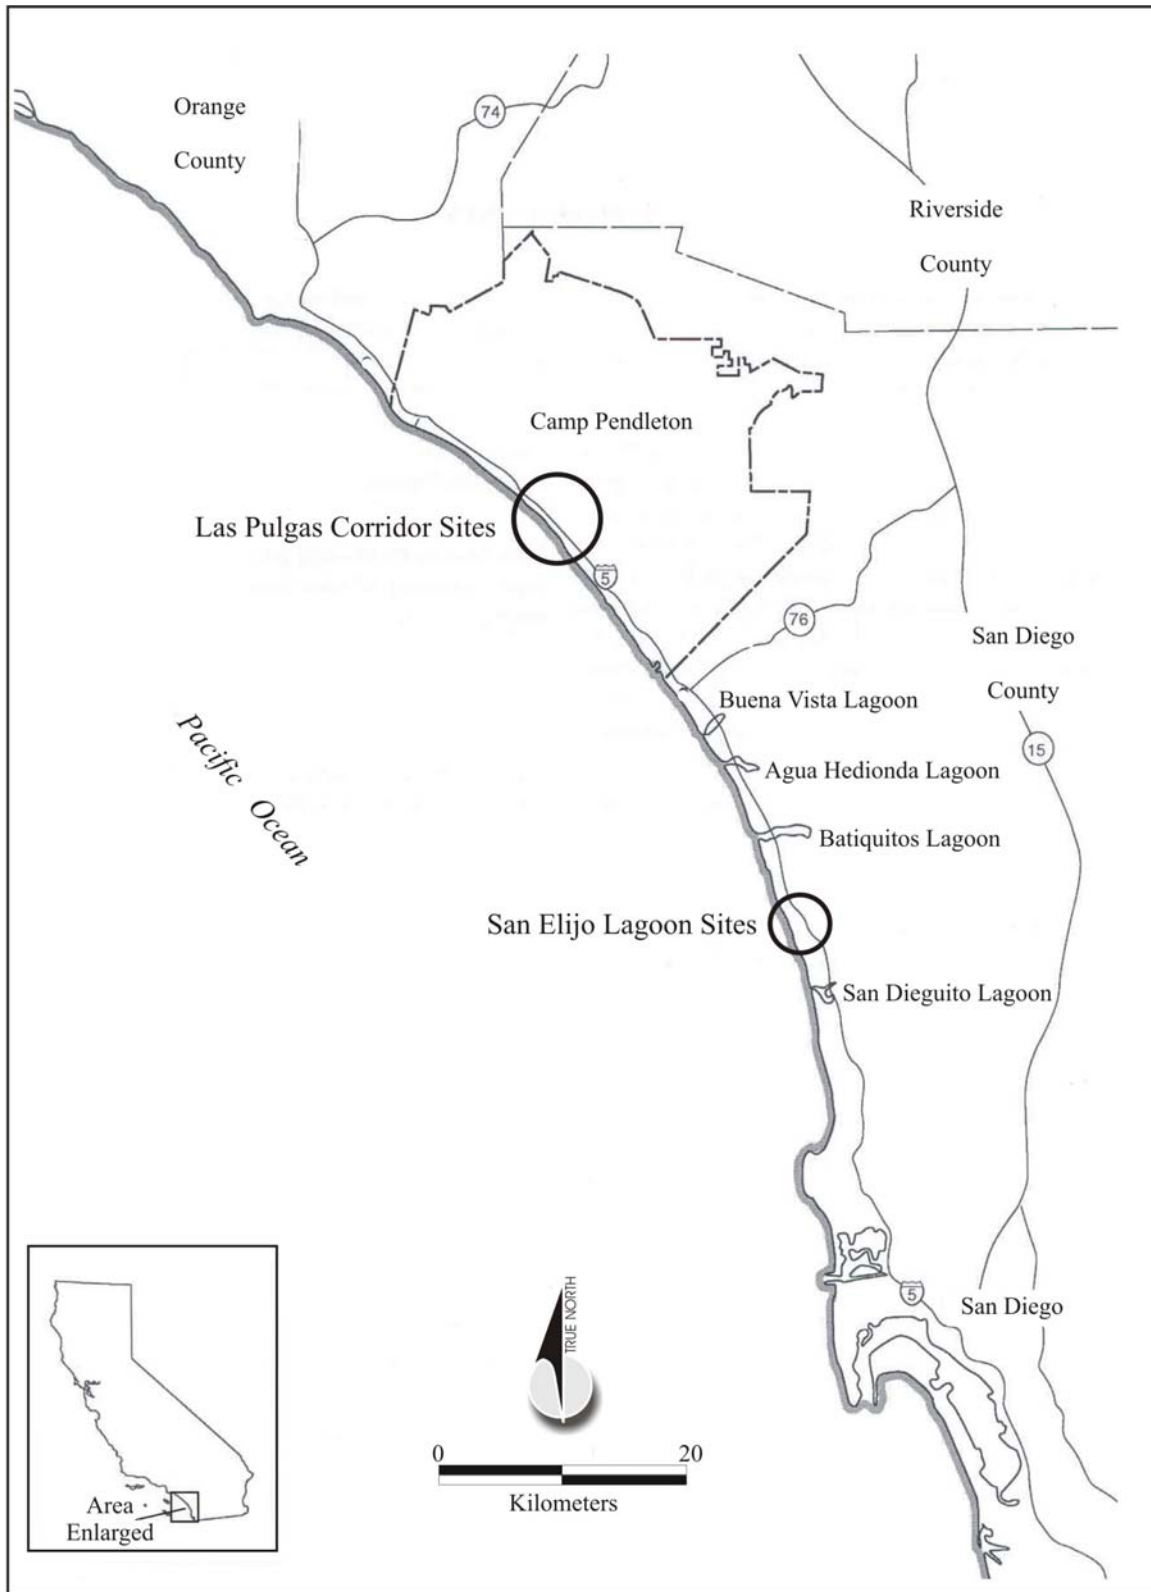 Orange
County
74
Riverside
County
Camp Pendleton
Las Pulgas Corridor Sites
5
76
San Diego
County
Buena Vista Lagoon
15
Agua Hedionda Lagoon
Pacific Ocean
Batiquitos Lagoon
San Elijo Lagoon Sites
San Dieguito Lagoon
5
San Diego
TRUE NORTH
0 20
Kilometers
Area
Enlarged